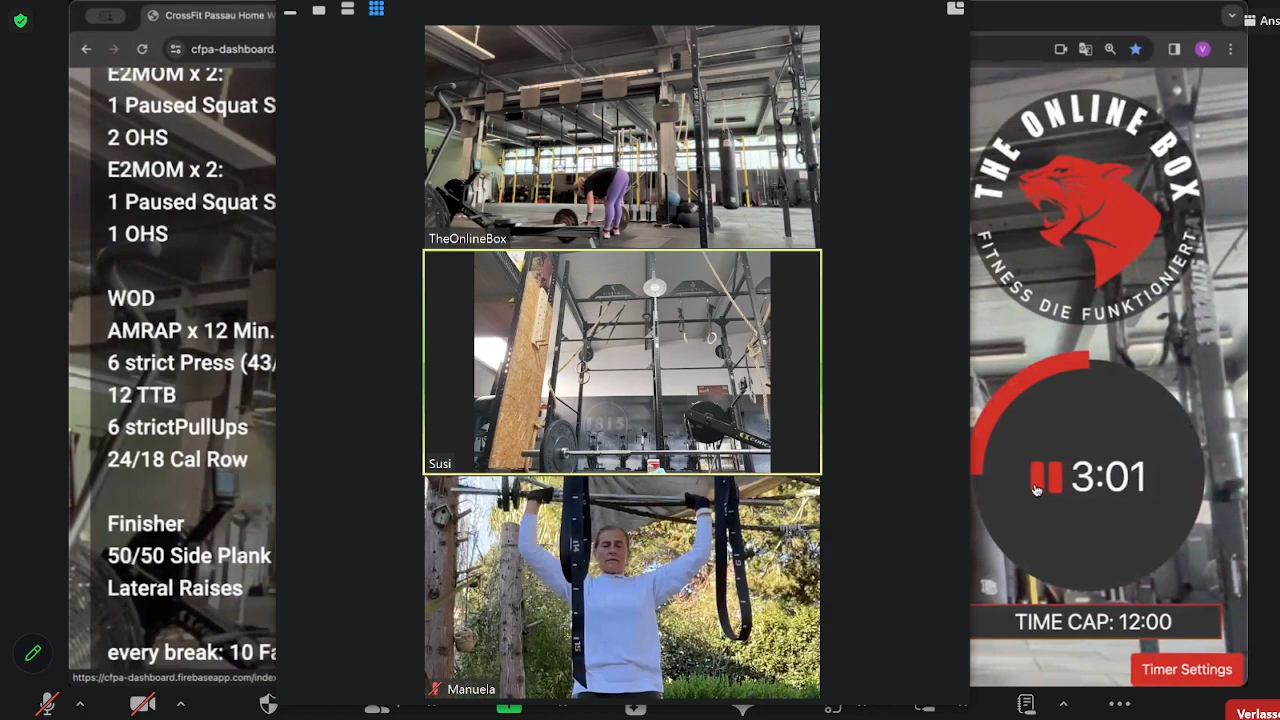 CrossFit Passau Home W
cfpa-dashboard.
E2MOM x 2:
1 Paused Squat S
2 OHS
E2MOM x 2:
1 Paused Squat S
1 OHS
WOD
AMRAP x 12 Min.
6 strict Press (43/
12 TTB
6 strictPullUps
24/18 Cal Row
Finisher
50/50 Side Plank
Lateral Raises
every break: 10 Fa
https://cfpa-dashboard.firebaseapp.com/index
TheOnlineBox
Susi
Manuela
Ans
V
THE ONLINE BOX
FITNESS DIE FUNKTIONIERT
3:01
TIME CAP: 12:00
Timer Settings
Verlass